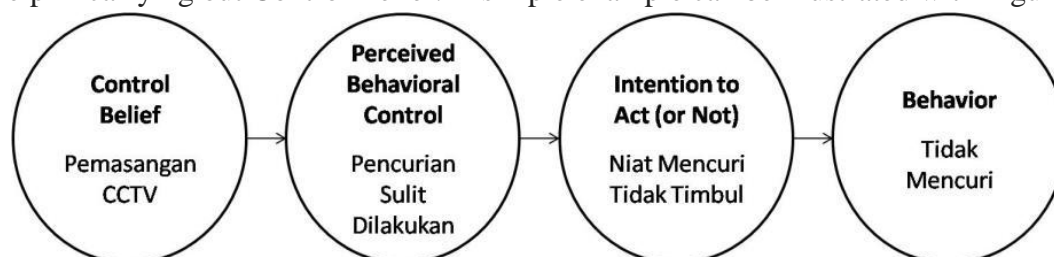 Control
Belief
Pemasangan
CCTV
Perceived
Behavioral
Control
Pencurian
Sulit
Dilakukan
Intention to
Act (or Not)
Niat Mencuri
Tidak Timbul
Behavior
Tidak
Mencuri